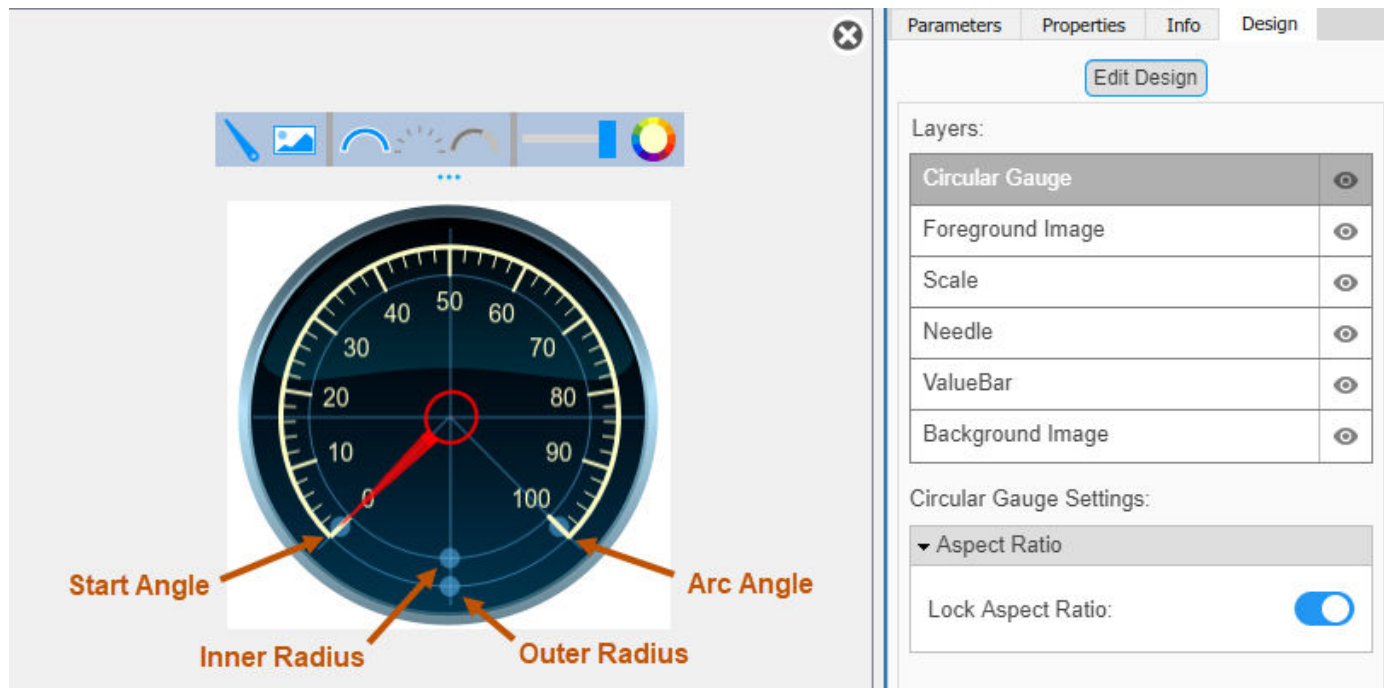 Parameters Properties Info Design
Edit Design
Layers:
Circular Gauge
Foreground Image
Scale
Needle
ValueBar
Background Image
Circular Gauge Settings:
Aspect Ratio
Lock Aspect Ratio:
50
40 60
30 70
20 80
10 90
0 100
Start Angle
Arc Angle
Inner Radius
Outer Radius